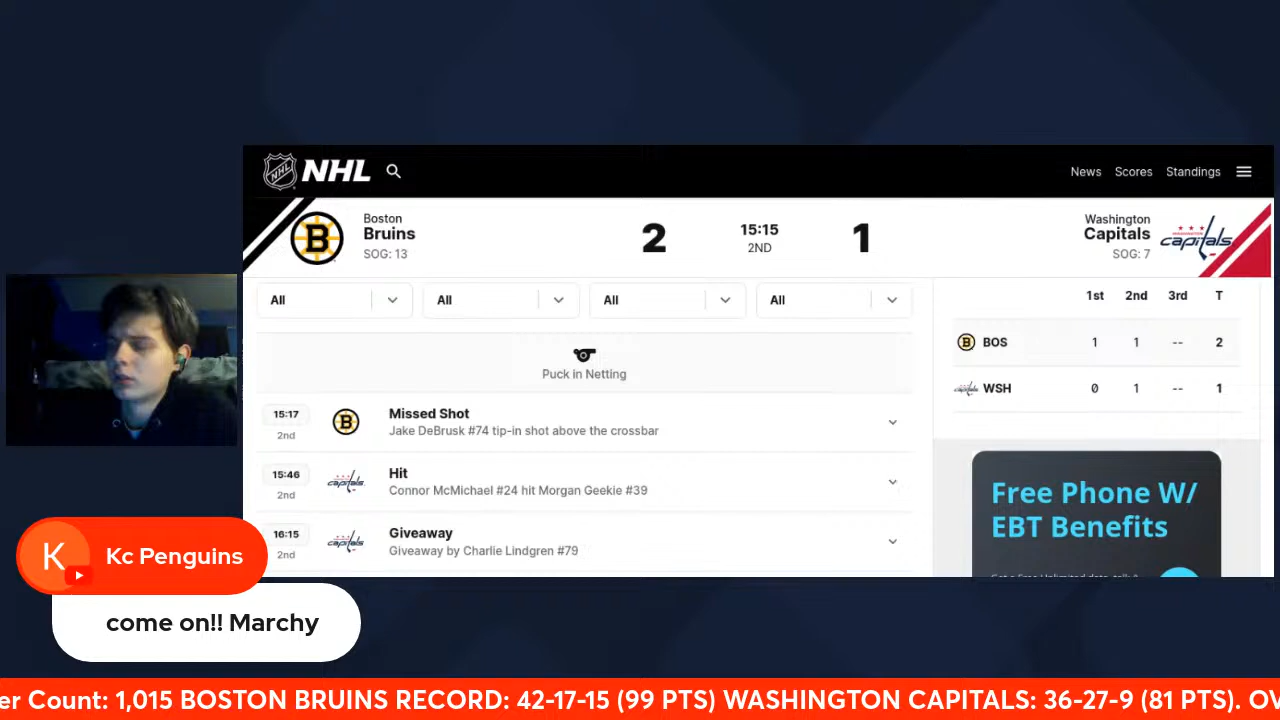 NHL
News Scores Standings
Boston
Bruins
SOG: 13
2
15:15
2ND
1
Washington
Capitals
SOG: 7
capitals
All All All All
Puck in Netting
15:17
2nd
Missed Shot
Jake DeBrusk #74 tip-in shot above the crossbar
15:46
2nd
Hit
Connor McMichael #24 hit Morgan Geekie #39
16:15
2nd
Giveaway
Giveaway by Charlie Lindgren #79
1st 2nd 3rd T
BOS 1 1 -- 2
WSH 0 1 -- 1
Free Phone W/
EBT Benefits
K Kc Penguins
come on!! Marchy
er Count: 1,015 BOSTON BRUINS RECORD: 42-17-15 (99 PTS) WASHINGTON CAPITALS: 36-27-9 (81 PTS). OV